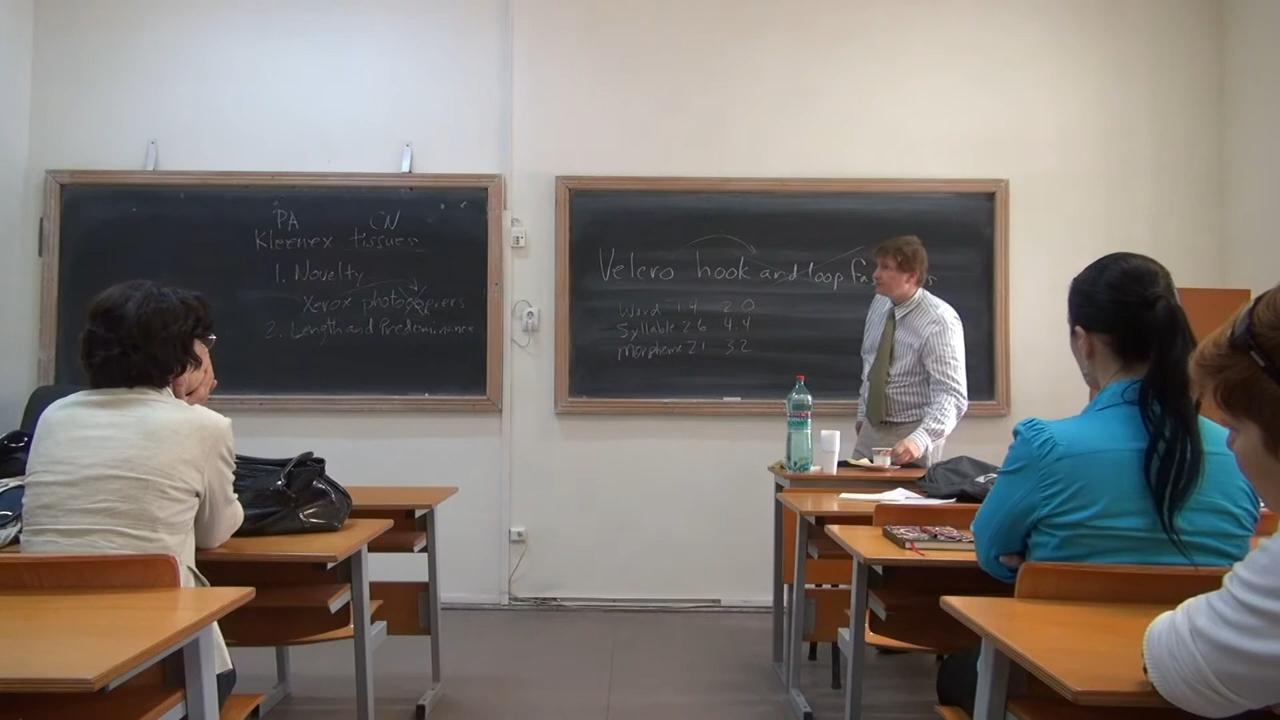 PA CN
Kleenex tissues
1. Novelty
Xerox photocopiers
2. Length and Predominance
Velcro hook and loop
Word 1.4 2.0
Syllable 2.6 4.4
Morpheme 2.1 3.2